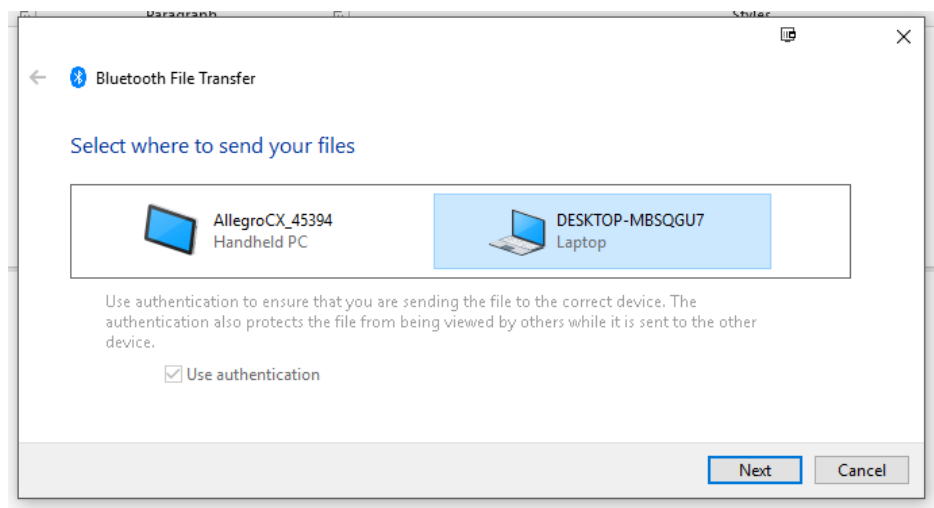 Paragraph
Styles
Bluetooth File Transfer
Select where to send your files
AllegroCX_45394
Handheld PC
DESKTOP-MBSQGU7
Laptop
Use authentication to ensure that you are sending the file to the correct device. The
authentication also protects the file from being viewed by others while it is sent to the other
device.
Use authentication
Next
Cancel